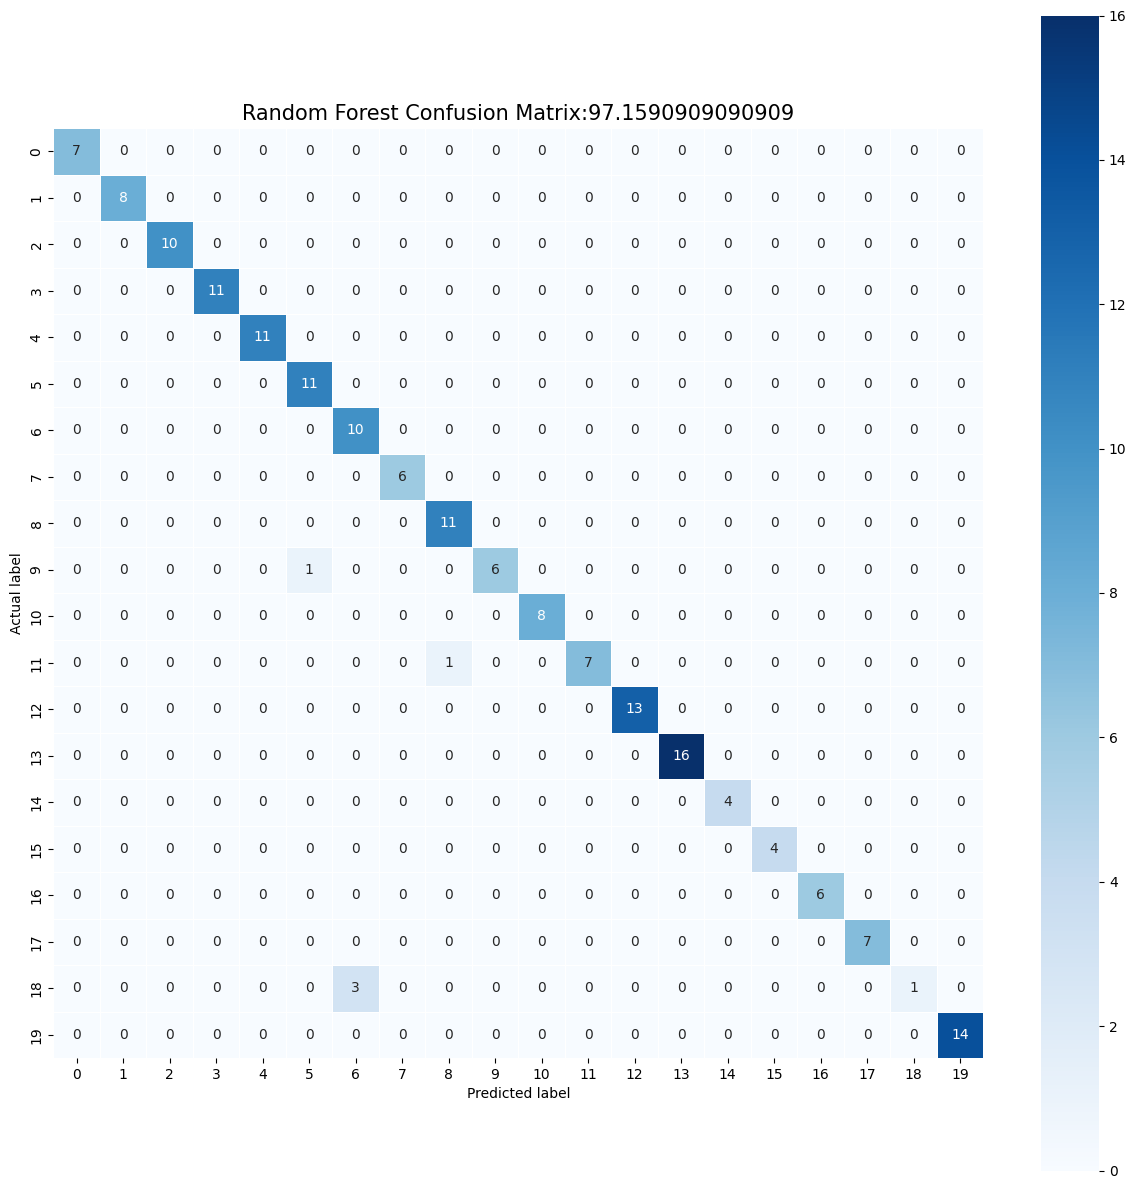 Random Forest Confusion Matrix:97.1590909090909
0 7 0 0 0 0 0 0 0 0 0 0 0 0 0 0 0 0 0 0 0
1 0 8 0 0 0 0 0 0 0 0 0 0 0 0 0 0 0 0 0 0
2 0 0 10 0 0 0 0 0 0 0 0 0 0 0 0 0 0 0 0 0
3 0 0 0 11 0 0 0 0 0 0 0 0 0 0 0 0 0 0 0 0
4 0 0 0 0 11 0 0 0 0 0 0 0 0 0 0 0 0 0 0 0
5 0 0 0 0 0 11 0 0 0 0 0 0 0 0 0 0 0 0 0 0
6 0 0 0 0 0 0 10 0 0 0 0 0 0 0 0 0 0 0 0 0
7 0 0 0 0 0 0 0 6 0 0 0 0 0 0 0 0 0 0 0 0
8 0 0 0 0 0 0 0 0 11 0 0 0 0 0 0 0 0 0 0 0
9 0 0 0 0 0 1 0 0 0 6 0 0 0 0 0 0 0 0 0 0
10 0 0 0 0 0 0 0 0 0 0 8 0 0 0 0 0 0 0 0 0
11 0 0 0 0 0 0 0 0 1 0 0 7 0 0 0 0 0 0 0 0
12 0 0 0 0 0 0 0 0 0 0 0 0 13 0 0 0 0 0 0 0
13 0 0 0 0 0 0 0 0 0 0 0 0 0 16 0 0 0 0 0 0
14 0 0 0 0 0 0 0 0 0 0 0 0 0 0 4 0 0 0 0 0
15 0 0 0 0 0 0 0 0 0 0 0 0 0 0 0 4 0 0 0 0
16 0 0 0 0 0 0 0 0 0 0 0 0 0 0 0 0 6 0 0 0
17 0 0 0 0 0 0 0 0 0 0 0 0 0 0 0 0 0 7 0 0
18 0 0 0 0 0 0 3 0 0 0 0 0 0 0 0 0 0 0 1 0
19 0 0 0 0 0 0 0 0 0 0 0 0 0 0 0 0 0 0 0 14
0 1 2 3 4 5 6 7 8 9 10 11 12 13 14 15 16 17 18 19
Actual label
Predicted label
16
14
12
10
8
6
4
2
0